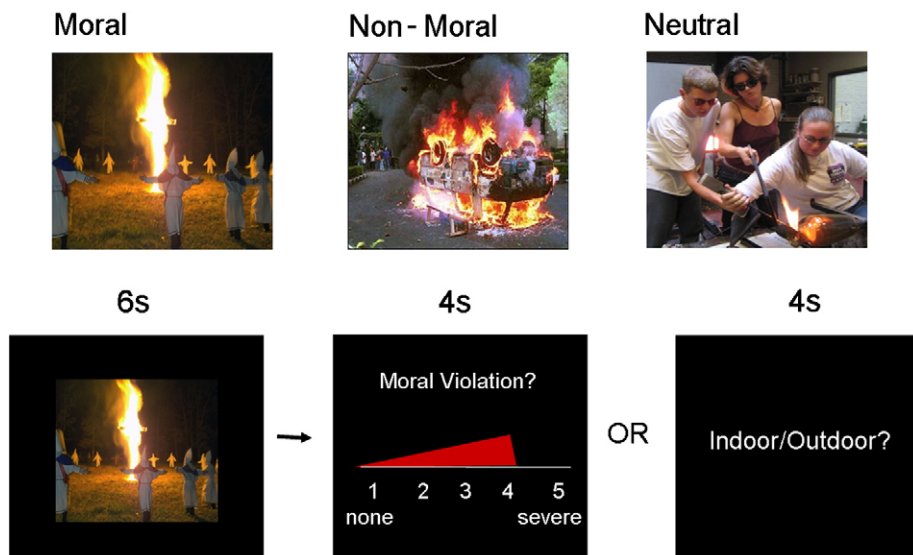 Moral
Non - Moral
Neutral
6s
4s
4s
Moral Violation?
OR
Indoor/Outdoor?
1 2 3 4 5
none severe